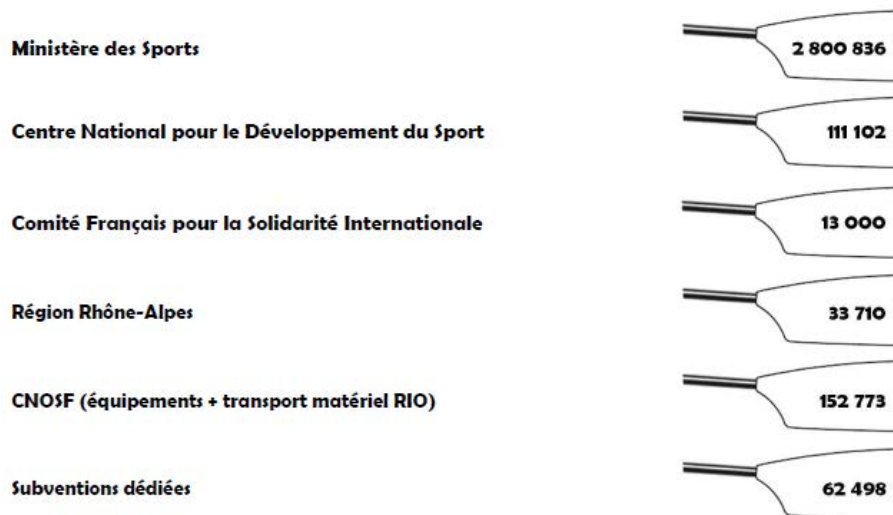 Ministère des Sports 2 800 836
Centre National pour le Développement du Sport 111 102
Comité Français pour la Solidarité Internationale 13 000
Région Rhône-Alpes 33 710
CNOSF (équipements + transport matériel RIO) 152 773
Subventions dédiées 62 498